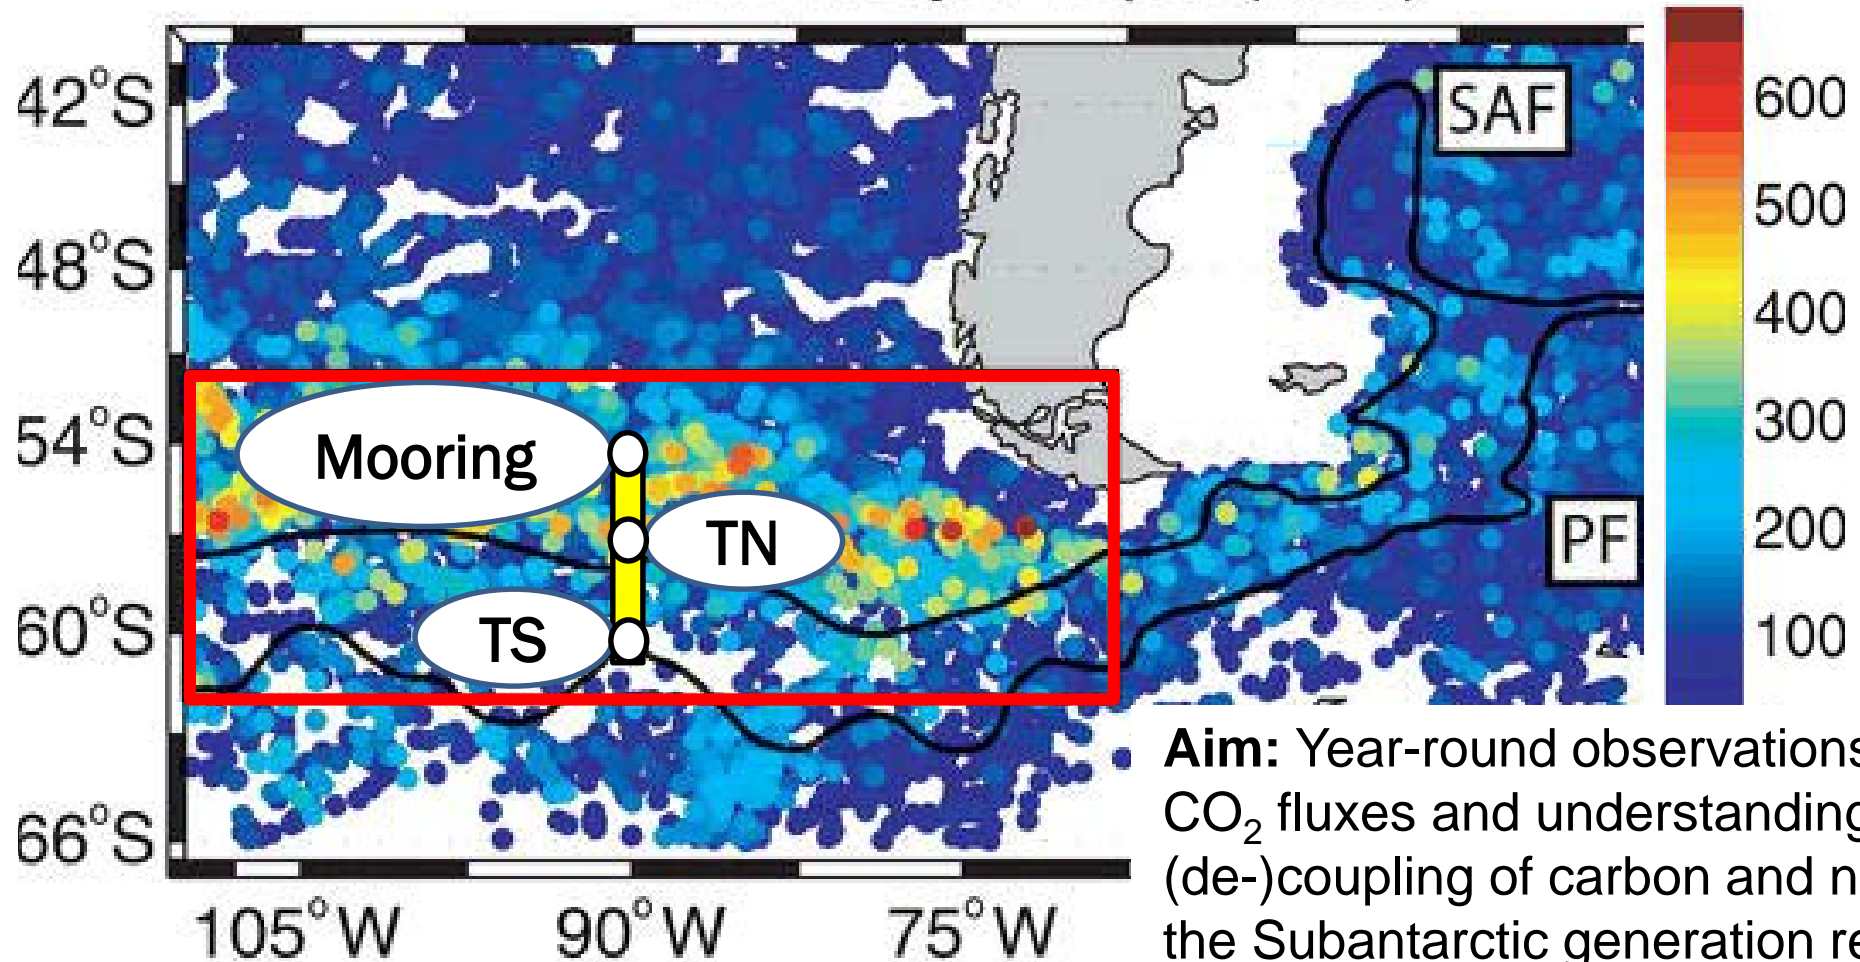 42°S
SAF
600
500
48°S
400
300
54°S
Mooring
TN
PF
200
60°S
TS
100
66°S
105°W 90°W 75°W
Aim: Year-round observations
CO₂ fluxes and understanding
(de-)coupling of carbon and n
the Subantarctic generation re